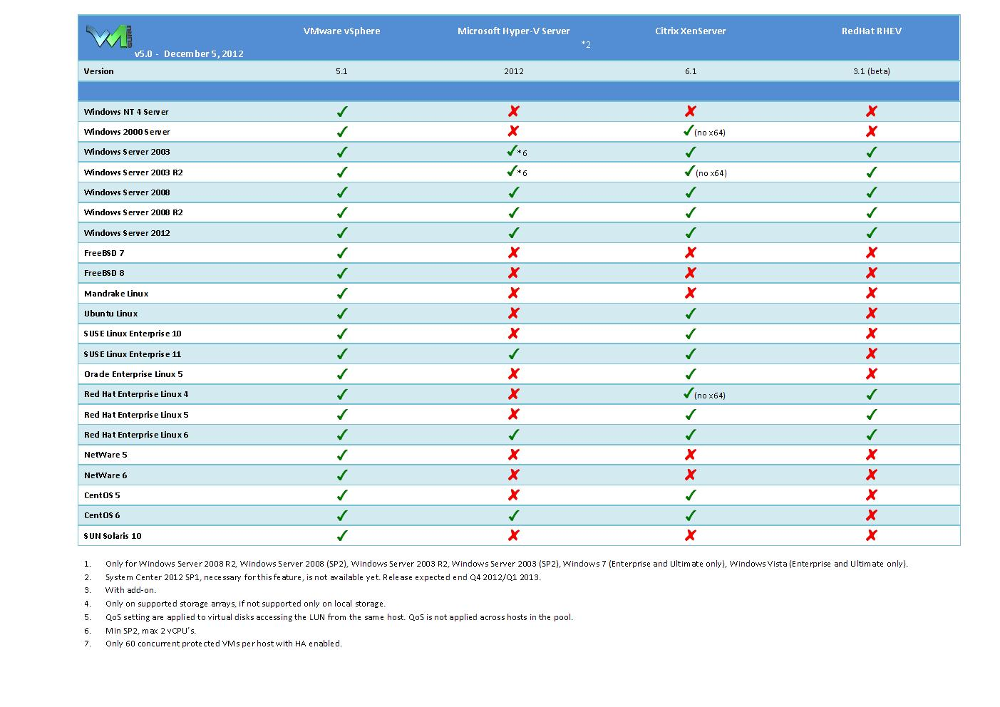 VMware vSphere Microsoft Hyper-V Server Citrix XenServer RedHat RHEV
VM GURU *2
v5.0 - December 5, 2012
Version 5.1 2012 6.1 3.1 (beta)
Windows NT 4 Server ✓ ✗ ✗ ✗
Windows 2000 Server ✓ ✗ ✓(no x64) ✗
Windows Server 2003 ✓ ✓*6 ✓ ✓
Windows Server 2003 R2 ✓ ✓*6 ✓(no x64) ✓
Windows Server 2008 ✓ ✓ ✓ ✓
Windows Server 2008 R2 ✓ ✓ ✓ ✓
Windows Server 2012 ✓ ✓ ✓ ✓
FreeBSD 7 ✓ ✗ ✗ ✗
FreeBSD 8 ✓ ✗ ✗ ✗
Mandrake Linux ✓ ✗ ✗ ✗
Ubuntu Linux ✓ ✗ ✓ ✗
SUSE Linux Enterprise 10 ✓ ✗ ✓ ✗
SUSE Linux Enterprise 11 ✓ ✓ ✓ ✗
Oracle Enterprise Linux 5 ✓ ✗ ✓ ✗
Red Hat Enterprise Linux 4 ✓ ✗ ✓(no x64) ✓
Red Hat Enterprise Linux 5 ✓ ✗ ✓ ✓
Red Hat Enterprise Linux 6 ✓ ✓ ✓ ✓
NetWare 5 ✓ ✗ ✗ ✗
NetWare 6 ✓ ✗ ✗ ✗
CentOS 5 ✓ ✗ ✓ ✗
CentOS 6 ✓ ✓ ✓ ✗
SUN Solaris 10 ✓ ✗ ✗ ✗
1. Only for Windows Server 2008 R2, Windows Server 2008 (SP2), Windows Server 2003 R2, Windows Server 2003 (SP2), Windows 7 (Enterprise and Ultimate only), Windows Vista (Enterprise and Ultimate only).
2. System Center 2012 SP1, necessary for this feature, is not available yet. Release expected end Q4 2012/Q1 2013.
3. With add-on.
4. Only on supported storage arrays, if not supported only on local storage.
5. QoS setting are applied to virtual disks accessing the LUN from the same host. QoS is not applied across hosts in the pool.
6. Min SP2, max 2 vCPU's.
7. Only 60 concurrent protected VMs per host with HA enabled.